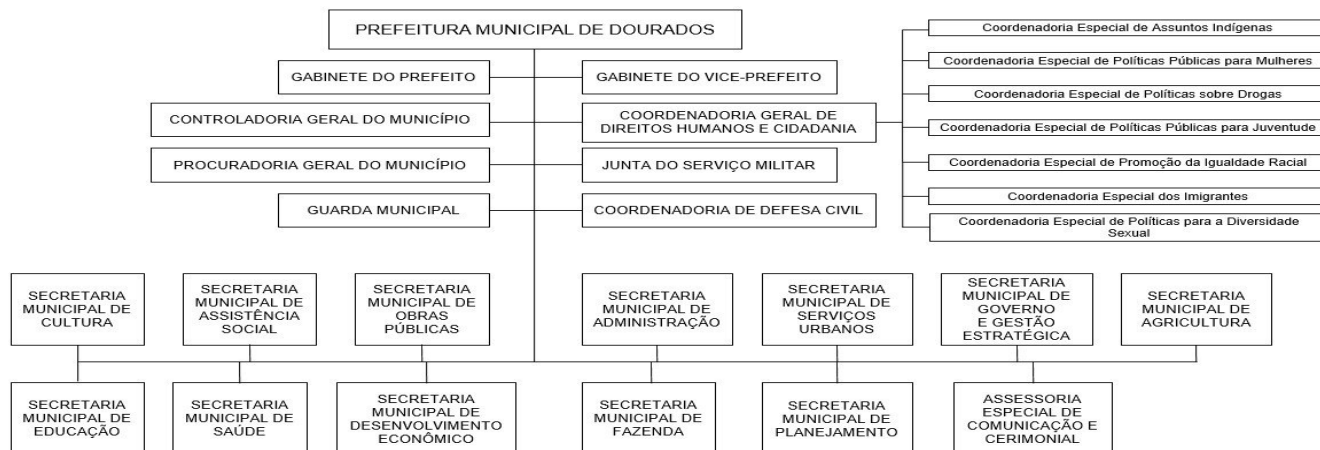 PREFEITURA MUNICIPAL DE DOURADOS
GABINETE DO PREFEITO
GABINETE DO VICE-PREFEITO
CONTROLADORIA GERAL DO MUNICÍPIO
COORDENADORIA GERAL DE
DIREITOS HUMANOS E CIDADANIA
PROCURADORIA GERAL DO MUNICÍPIO
JUNTA DO SERVIÇO MILITAR
GUARDA MUNICIPAL
COORDENADORIA DE DEFESA CIVIL
Coordenadoria Especial de Assuntos Indígenas
Coordenadoria Especial de Políticas Públicas para Mulheres
Coordenadoria Especial de Políticas sobre Drogas
Coordenadoria Especial de Políticas Públicas para Juventude
Coordenadoria Especial de Promoção da Igualdade Racial
Coordenadoria Especial dos Imigrantes
Coordenadoria Especial de Políticas para a Diversidade
Sexual
SECRETARIA
MUNICIPAL DE
CULTURA
SECRETARIA
MUNICIPAL DE
ASSISTÊNCIA
SOCIAL
SECRETARIA
MUNICIPAL DE
OBRAS
PÚBLICAS
SECRETARIA
MUNICIPAL DE
ADMINISTRAÇÃO
SECRETARIA
MUNICIPAL DE
SERVIÇOS
URBANOS
SECRETARIA
MUNICIPAL DE
GOVERNO
E GESTÃO
ESTRATÉGICA
SECRETARIA
MUNICIPAL DE
AGRICULTURA
SECRETARIA
MUNICIPAL DE
EDUCAÇÃO
SECRETARIA
MUNICIPAL DE
SAÚDE
SECRETARIA
MUNICIPAL DE
DESENVOLVIMENTO
ECONÔMICO
SECRETARIA
MUNICIPAL DE
FAZENDA
SECRETARIA
MUNICIPAL DE
PLANEJAMENTO
ASSESSORIA
ESPECIAL DE
COMUNICAÇÃO E
CERIMONIAL